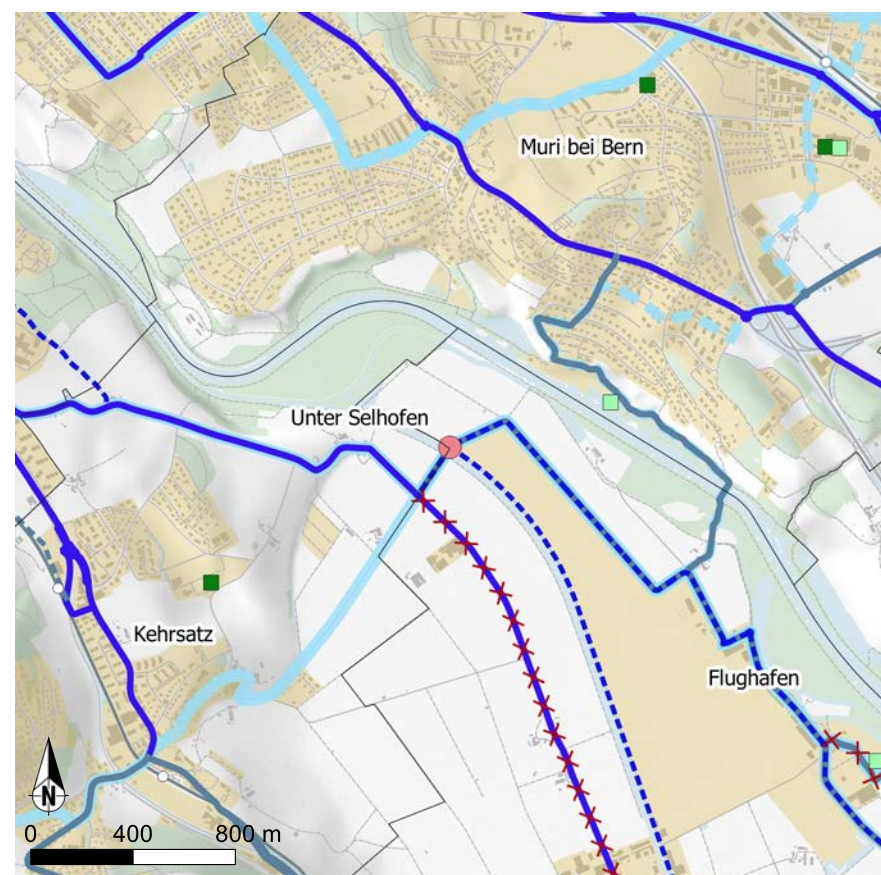 Muri bei Bern
Unter Selhofen
Kehrsatz
Flughafen
N
0 400 800 m